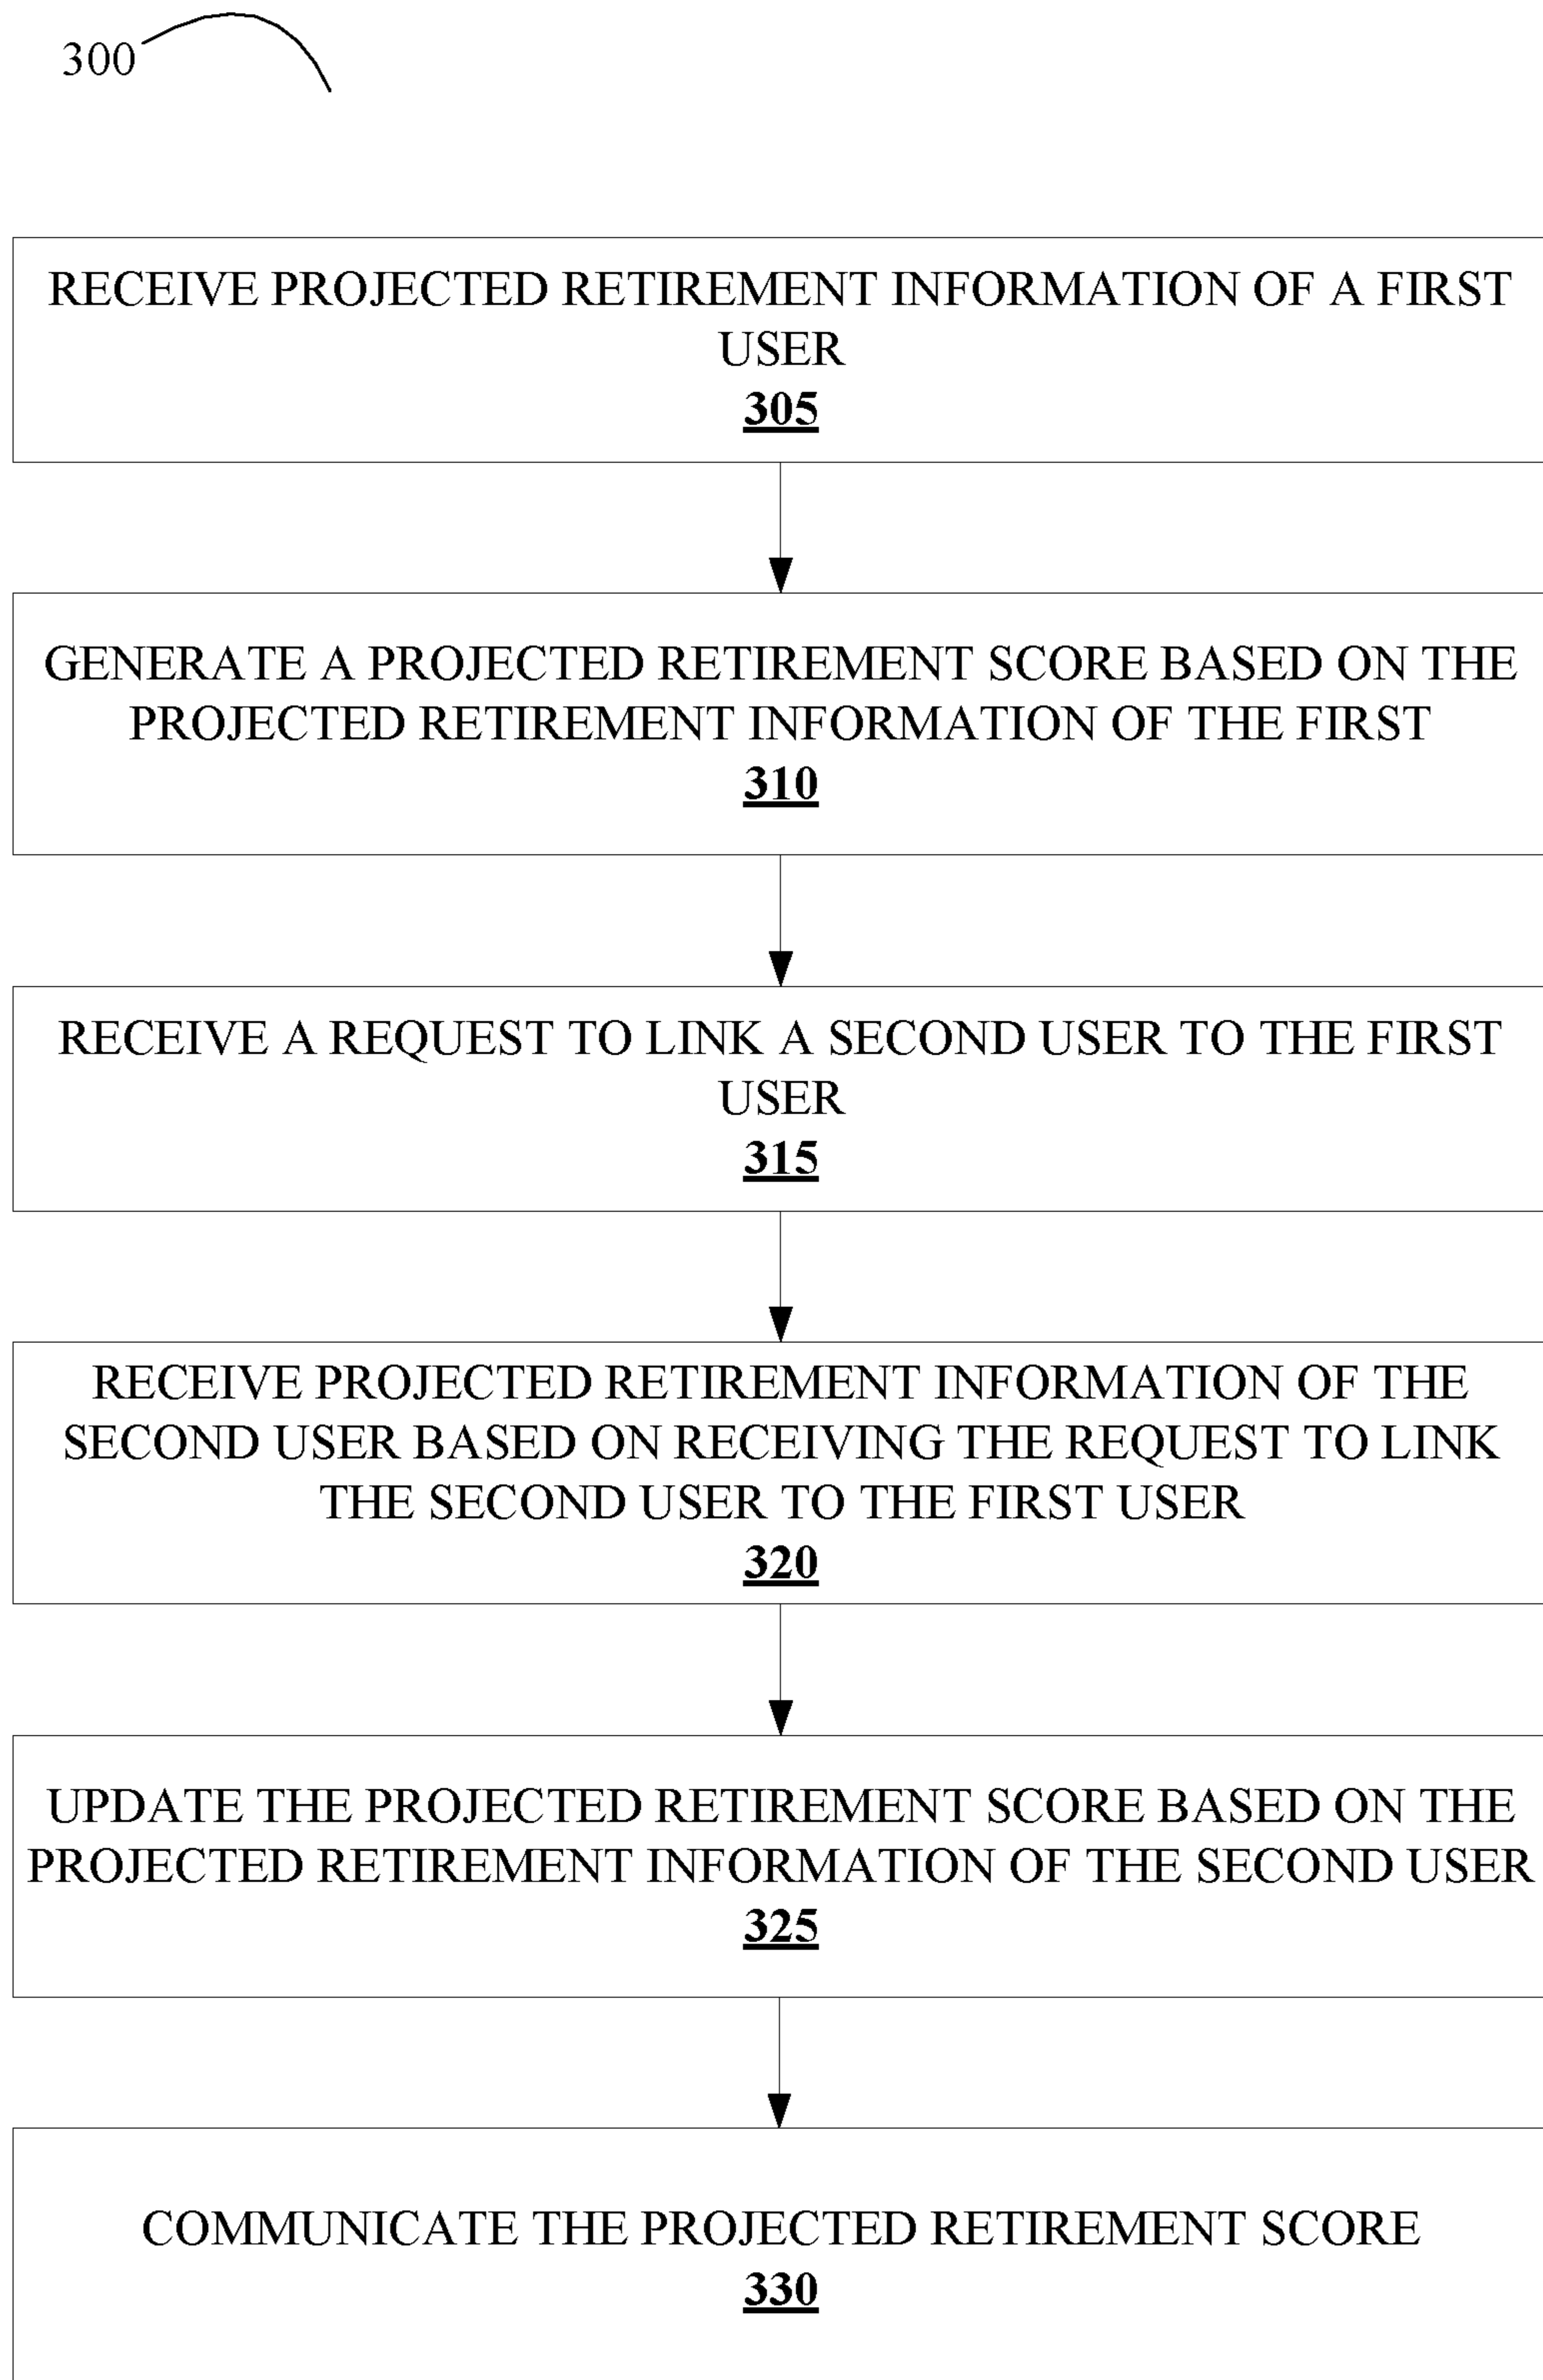 300
RECEIVE PROJECTED RETIREMENT INFORMATION OF A FIRST
USER
305
GENERATE A PROJECTED RETIREMENT SCORE BASED ON THE
PROJECTED RETIREMENT INFORMATION OF THE FIRST
310
RECEIVE A REQUEST TO LINK A SECOND USER TO THE FIRST
USER
315
RECEIVE PROJECTED RETIREMENT INFORMATION OF THE
SECOND USER BASED ON RECEIVING THE REQUEST TO LINK
THE SECOND USER TO THE FIRST USER
320
UPDATE THE PROJECTED RETIREMENT SCORE BASED ON THE
PROJECTED RETIREMENT INFORMATION OF THE SECOND USER
325
COMMUNICATE THE PROJECTED RETIREMENT SCORE
330